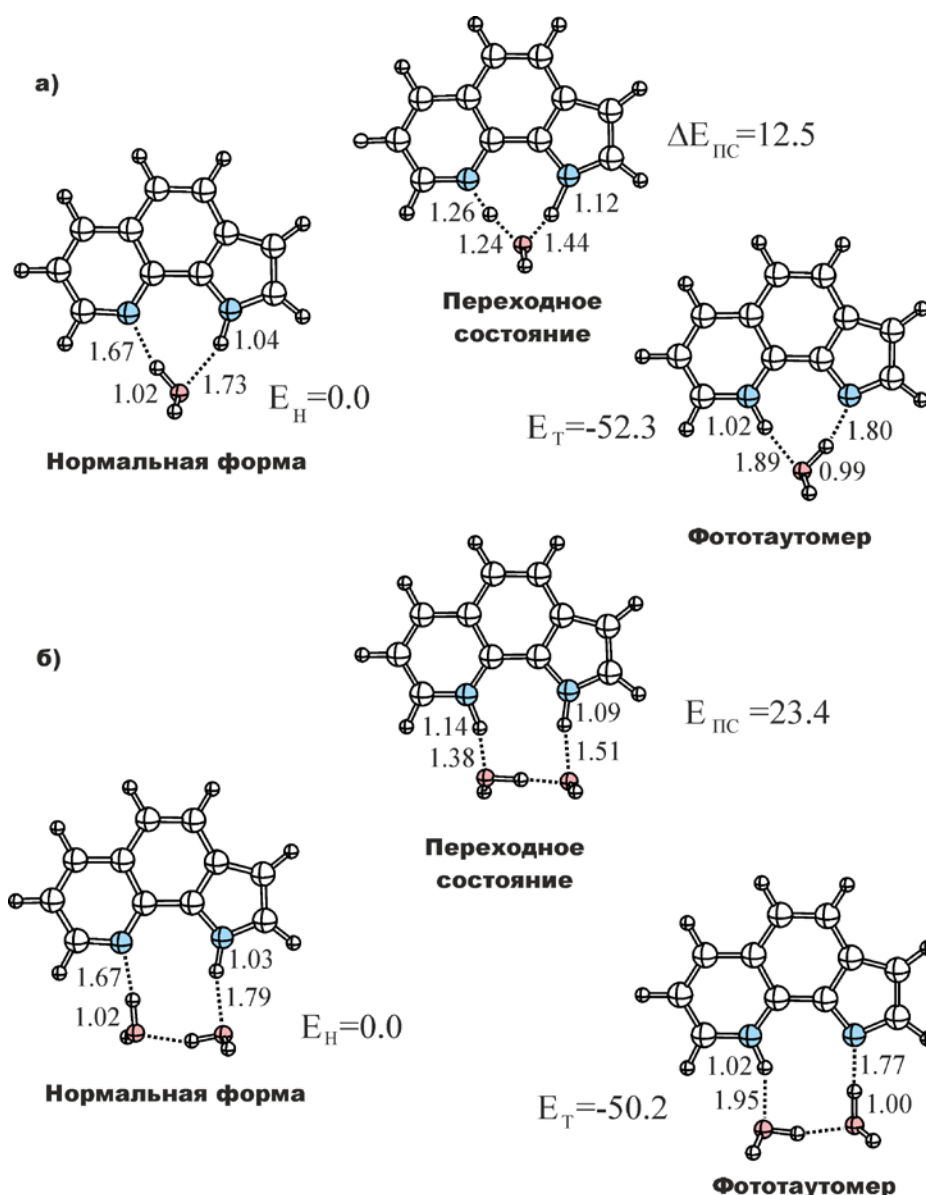 а)
ΔE_ПС=12.5
1.26
1.12
1.24
1.44
Переходное
состояние
1.67
1.04
1.02
1.73
E_Н=0.0
Нормальная форма
E_Т=-52.3
1.02
1.80
1.89
0.99
Фототаутомер
б)
E_ПС =23.4
1.14
1.09
1.38
1.51
Переходное
состояние
1.67
1.03
1.02
1.79
E_Н=0.0
Нормальная форма
E_Т=-50.2
1.02
1.77
1.95
1.00
Фототаутомер